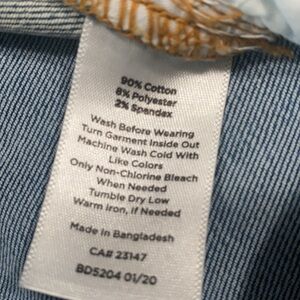 90% Cotton
8% Polyester
2% Spandex
Wash Before Wearing
Turn Garment Inside Out
Machine Wash Cold With
Like Colors
Only Non-Chlorine Bleach
When Needed
Tumble Dry Low
Warm iron, if Needed
Made in Bangladesh
CA# 23147
BD5204 01/20